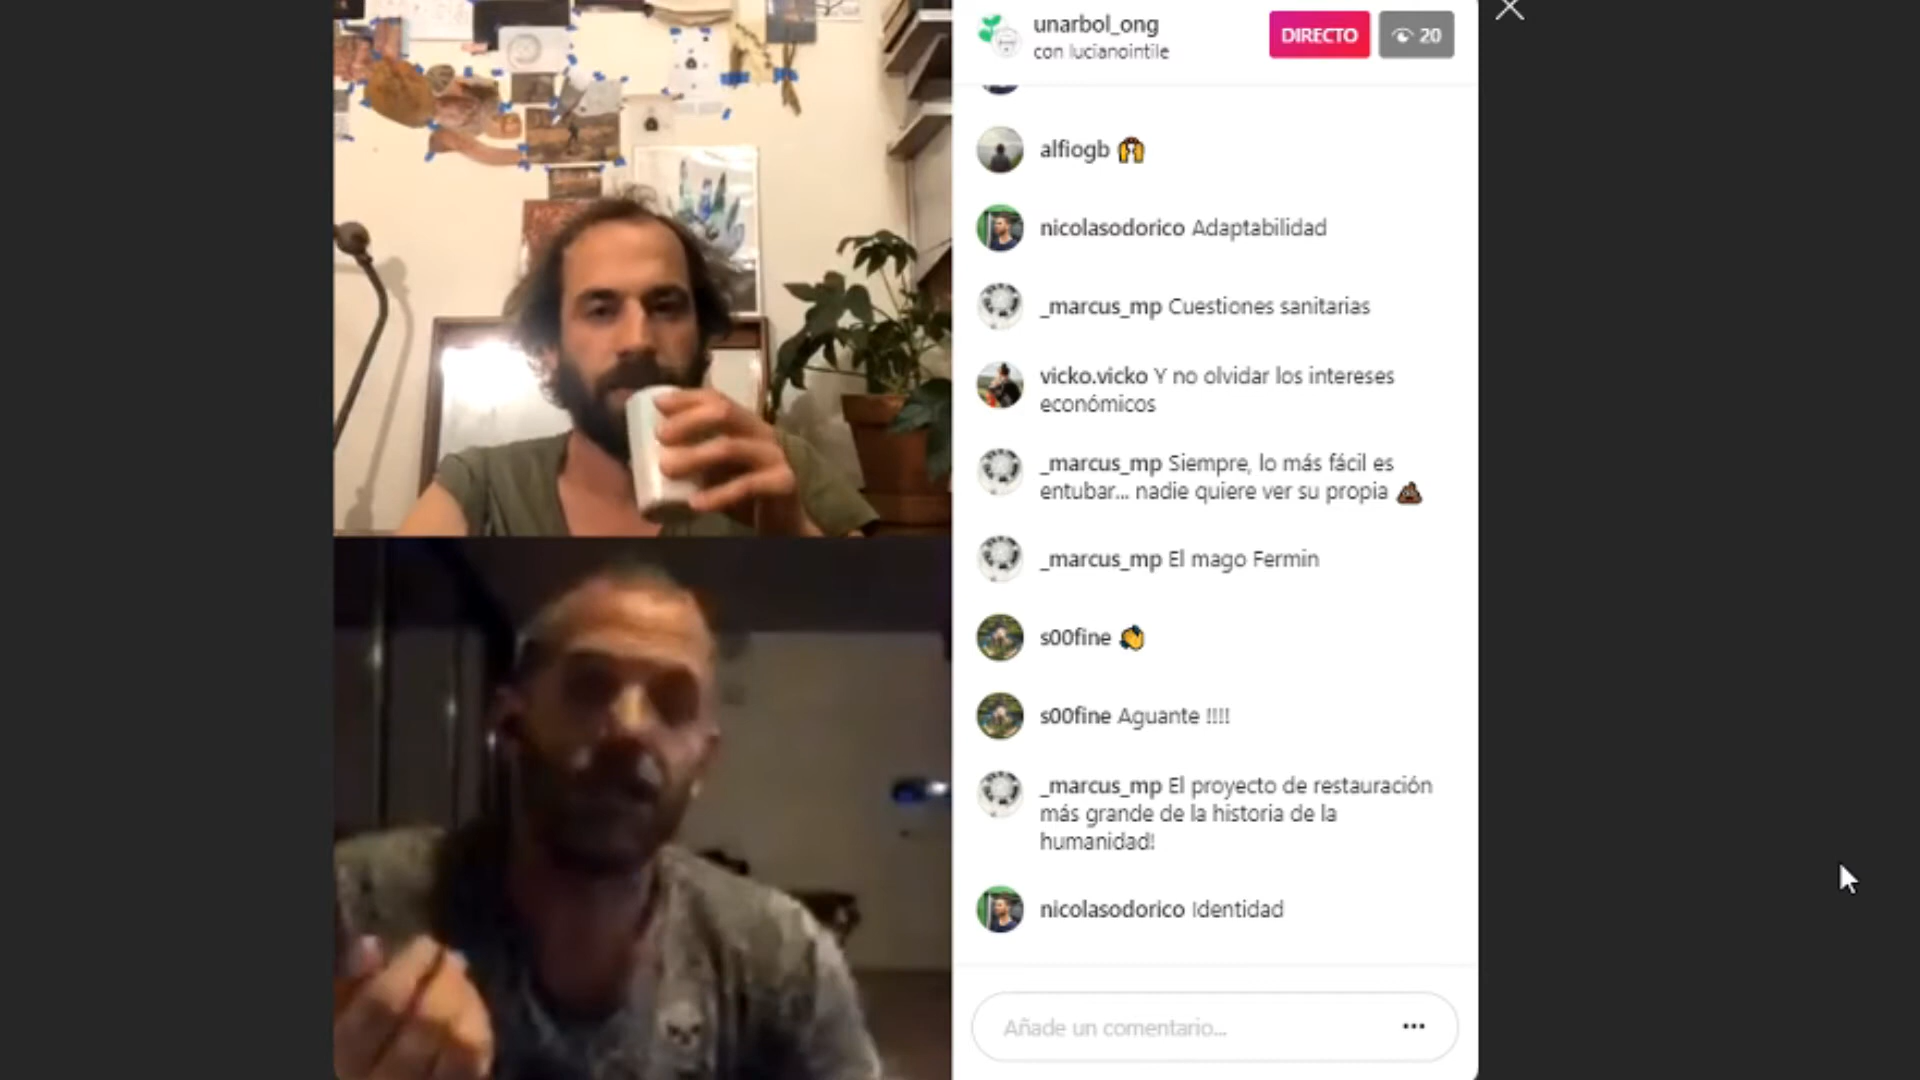 unarbol_ong
con lucianointile
DIRECTO
20
alfiogb
nicolasodorico Adaptabilidad
_marcus_mp Cuestiones sanitarias
vicko.vicko Y no olvidar los intereses
económicos
_marcus_mp Siempre, lo más fácil es
entubar... nadie quiere ver su propia
_marcus_mp El mago Fermin
s00fine
s00fine Aguante !!!!
_marcus_mp El proyecto de restauración
más grande de la historia de la
humanidad!
nicolasodorico Identidad
Añade un comentario...